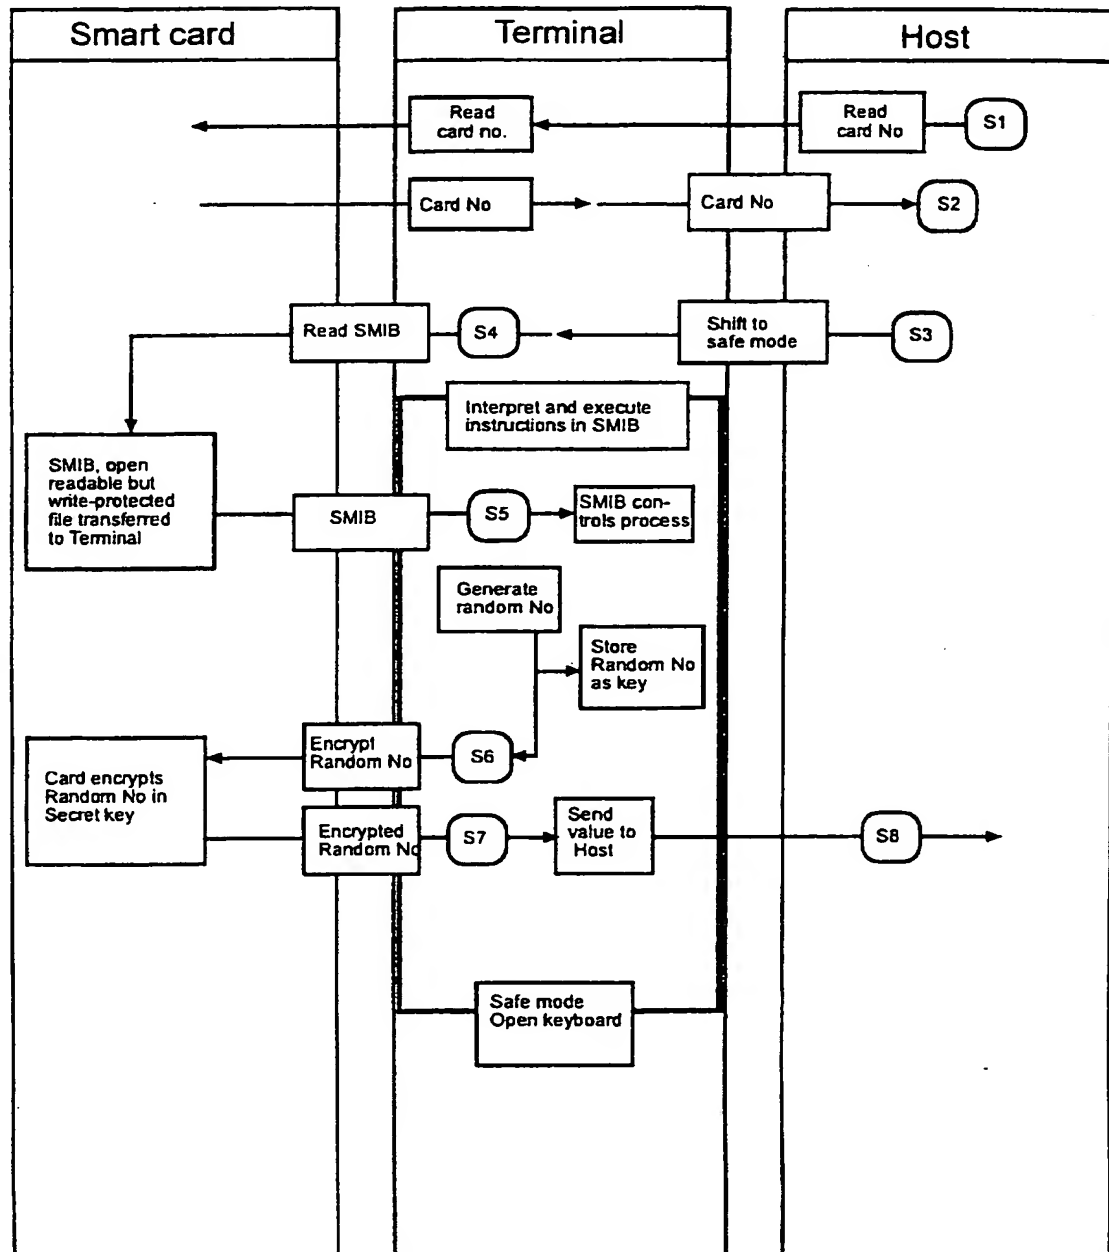 Smart card
Terminal
Host
Read
card no.
Read
card No
S1
Card No
Card No
S2
Read SMIB
S4
Shift to
safe mode
S3
Interpret and execute
instructions in SMIB
SMIB, open
readable but
write-protected
file transferred
to Terminal
SMIB
S5
SMIB con-
trols process
Generate
random No
Store
Random No
as key
Encrypt
Random No
S6
Card encrypts
Random No in
Secret key
Encrypted
Random No
S7
Send
value to
Host
S8
Safe mode
Open keyboard